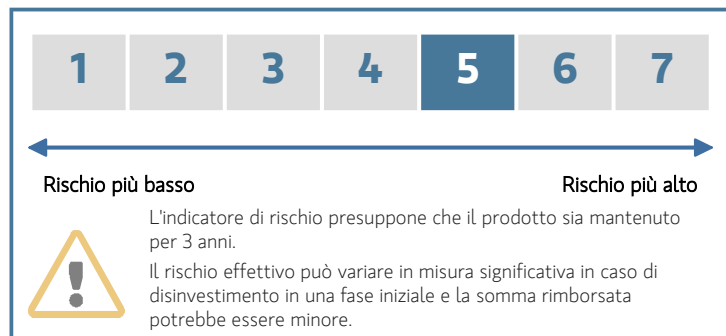 1 2 3 4 5 6 7
Rischio più basso Rischio più alto
L'indicatore di rischio presuppone che il prodotto sia mantenuto
per 3 anni.
Il rischio effettivo può variare in misura significativa in caso di
disinvestimento in una fase iniziale e la somma rimborsata
potrebbe essere minore.